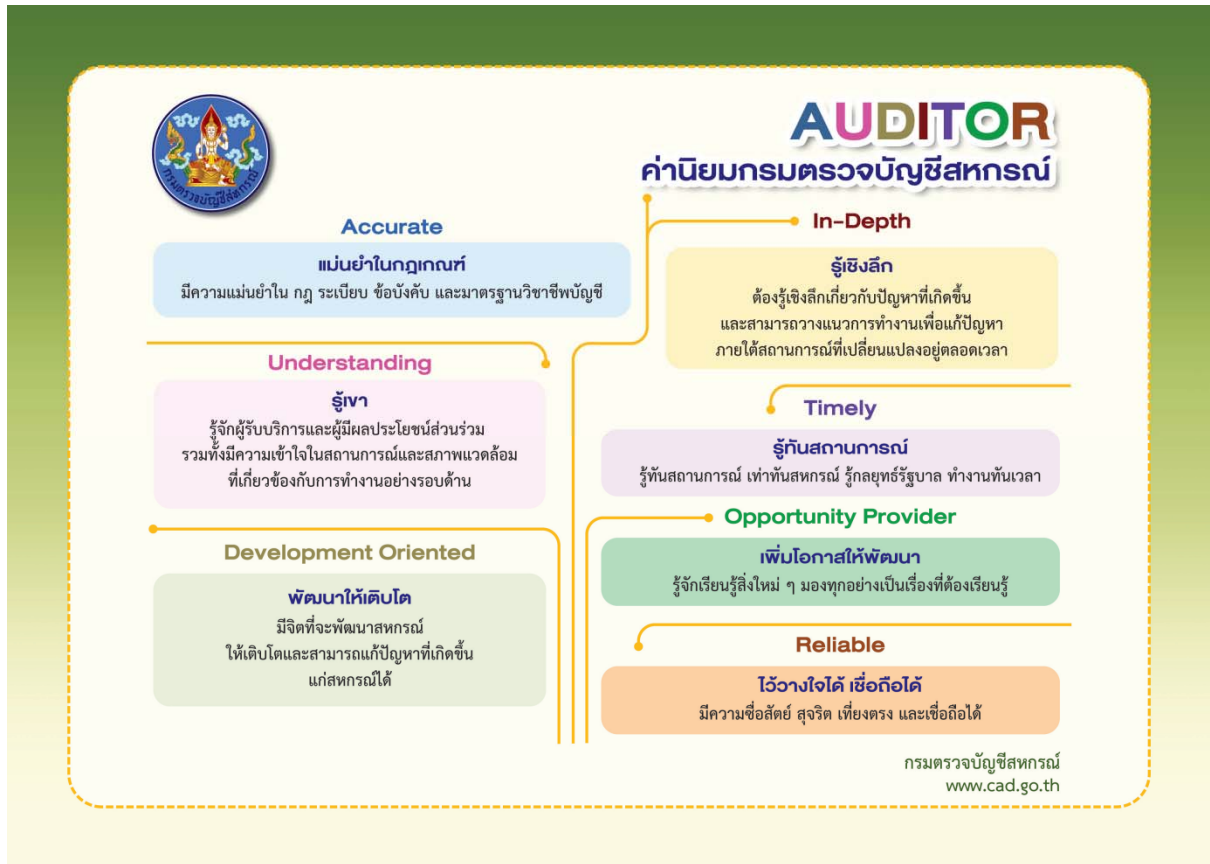 กรมตรวจบัญชีสหกรณ์
AUDITOR
ค่านิยมกรมตรวจบัญชีสหกรณ์
Accurate
แม่นยำในกฎเกณฑ์
มีความแม่นยำใน กฎ ระเบียบ ข้อบังคับ และมาตรฐานวิชาชีพบัญชี
Understanding
รู้เขา
รู้จักผู้รับบริการและผู้มีผลประโยชน์ส่วนร่วม
รวมทั้งมีความเข้าใจในสถานการณ์และสภาพแวดล้อม
ที่เกี่ยวข้องกับการทำงานอย่างรอบด้าน
Development Oriented
พัฒนาให้เติบโต
มีจิตที่จะพัฒนาสหกรณ์
ให้เติบโตและสามารถแก้ปัญหาที่เกิดขึ้น
แก่สหกรณ์ได้
In-Depth
รู้เชิงลึก
ต้องรู้เชิงลึกเกี่ยวกับปัญหาที่เกิดขึ้น
และสามารถวางแนวการทำงานเพื่อแก้ปัญหา
ภายใต้สถานการณ์ที่เปลี่ยนแปลงอยู่ตลอดเวลา
Timely
รู้ทันสถานการณ์
รู้ทันสถานการณ์ เท่าทันสหกรณ์ รู้กลยุทธ์รัฐบาล ทำงานทันเวลา
Opportunity Provider
เพิ่มโอกาสให้พัฒนา
รู้จักเรียนรู้สิ่งใหม่ ๆ มองทุกอย่างเป็นเรื่องที่ต้องเรียนรู้
Reliable
ไว้วางใจได้ เชื่อถือได้
มีความซื่อสัตย์ สุจริต เที่ยงตรง และเชื่อถือได้
กรมตรวจบัญชีสหกรณ์
www.cad.go.th